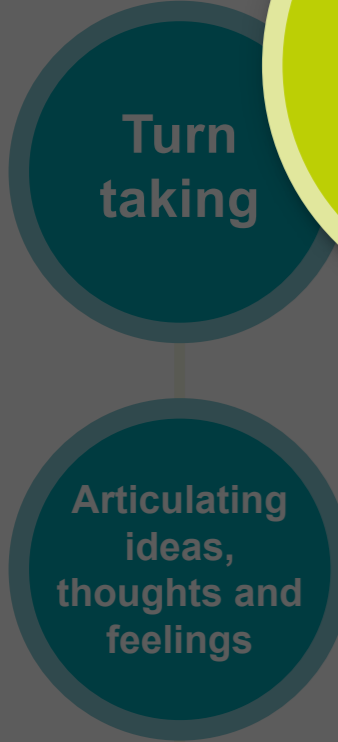 Turn
taking
Articulating
ideas,
thoughts and
feelings